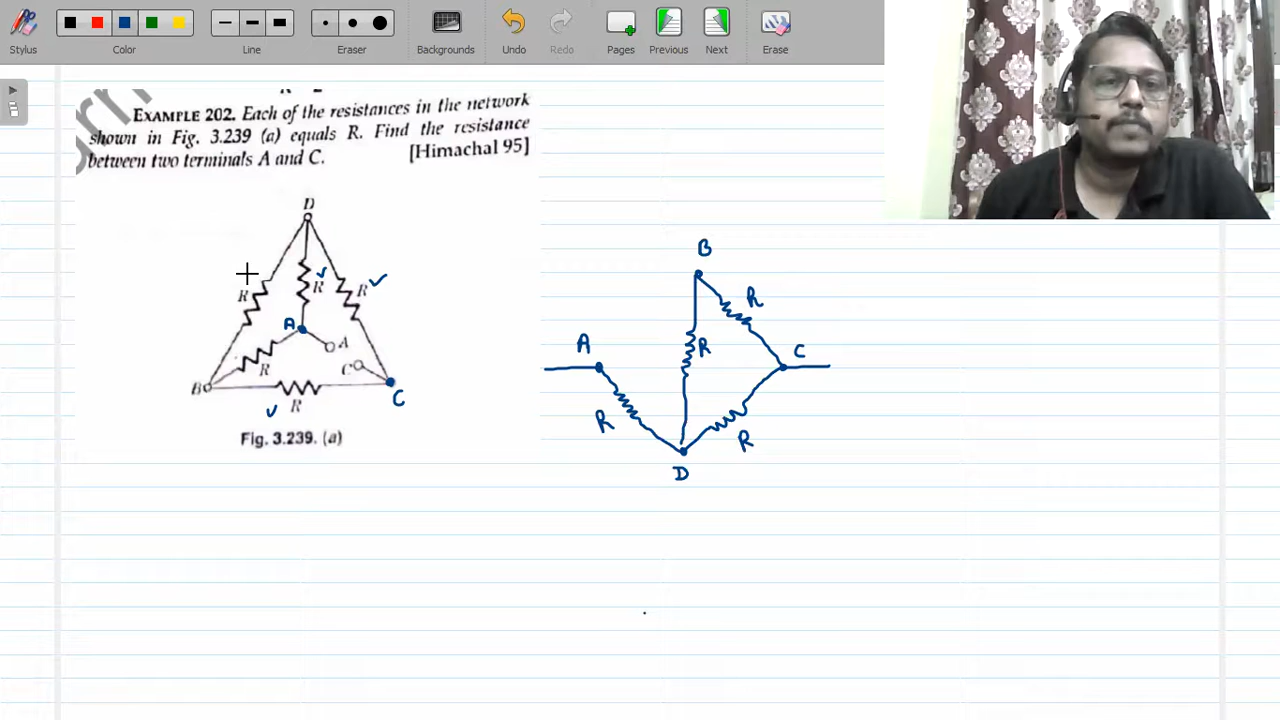 Stylus
Color
Line
Eraser
Backgrounds
Undo
Redo
Pages
Previous
Next
Erase
EXAMPLE 202. Each of the resistances in the network
shown in Fig. 3.239 (a) equals R. Find the resistance
between two terminals A and C.
[Himachal 95]
D
R
R
R
A
A
R
C
B
R
C
Fig. 3.239. (a)
B
R
A
R
C
R
R
D